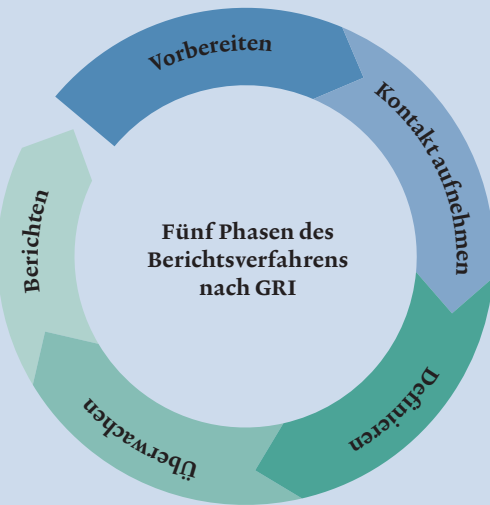 Vorbereiten
Kontakt aufnehmen
Definieren
Überwachen
Berichten
Fünf Phasen des
Berichtsverfahrens
nach GRI